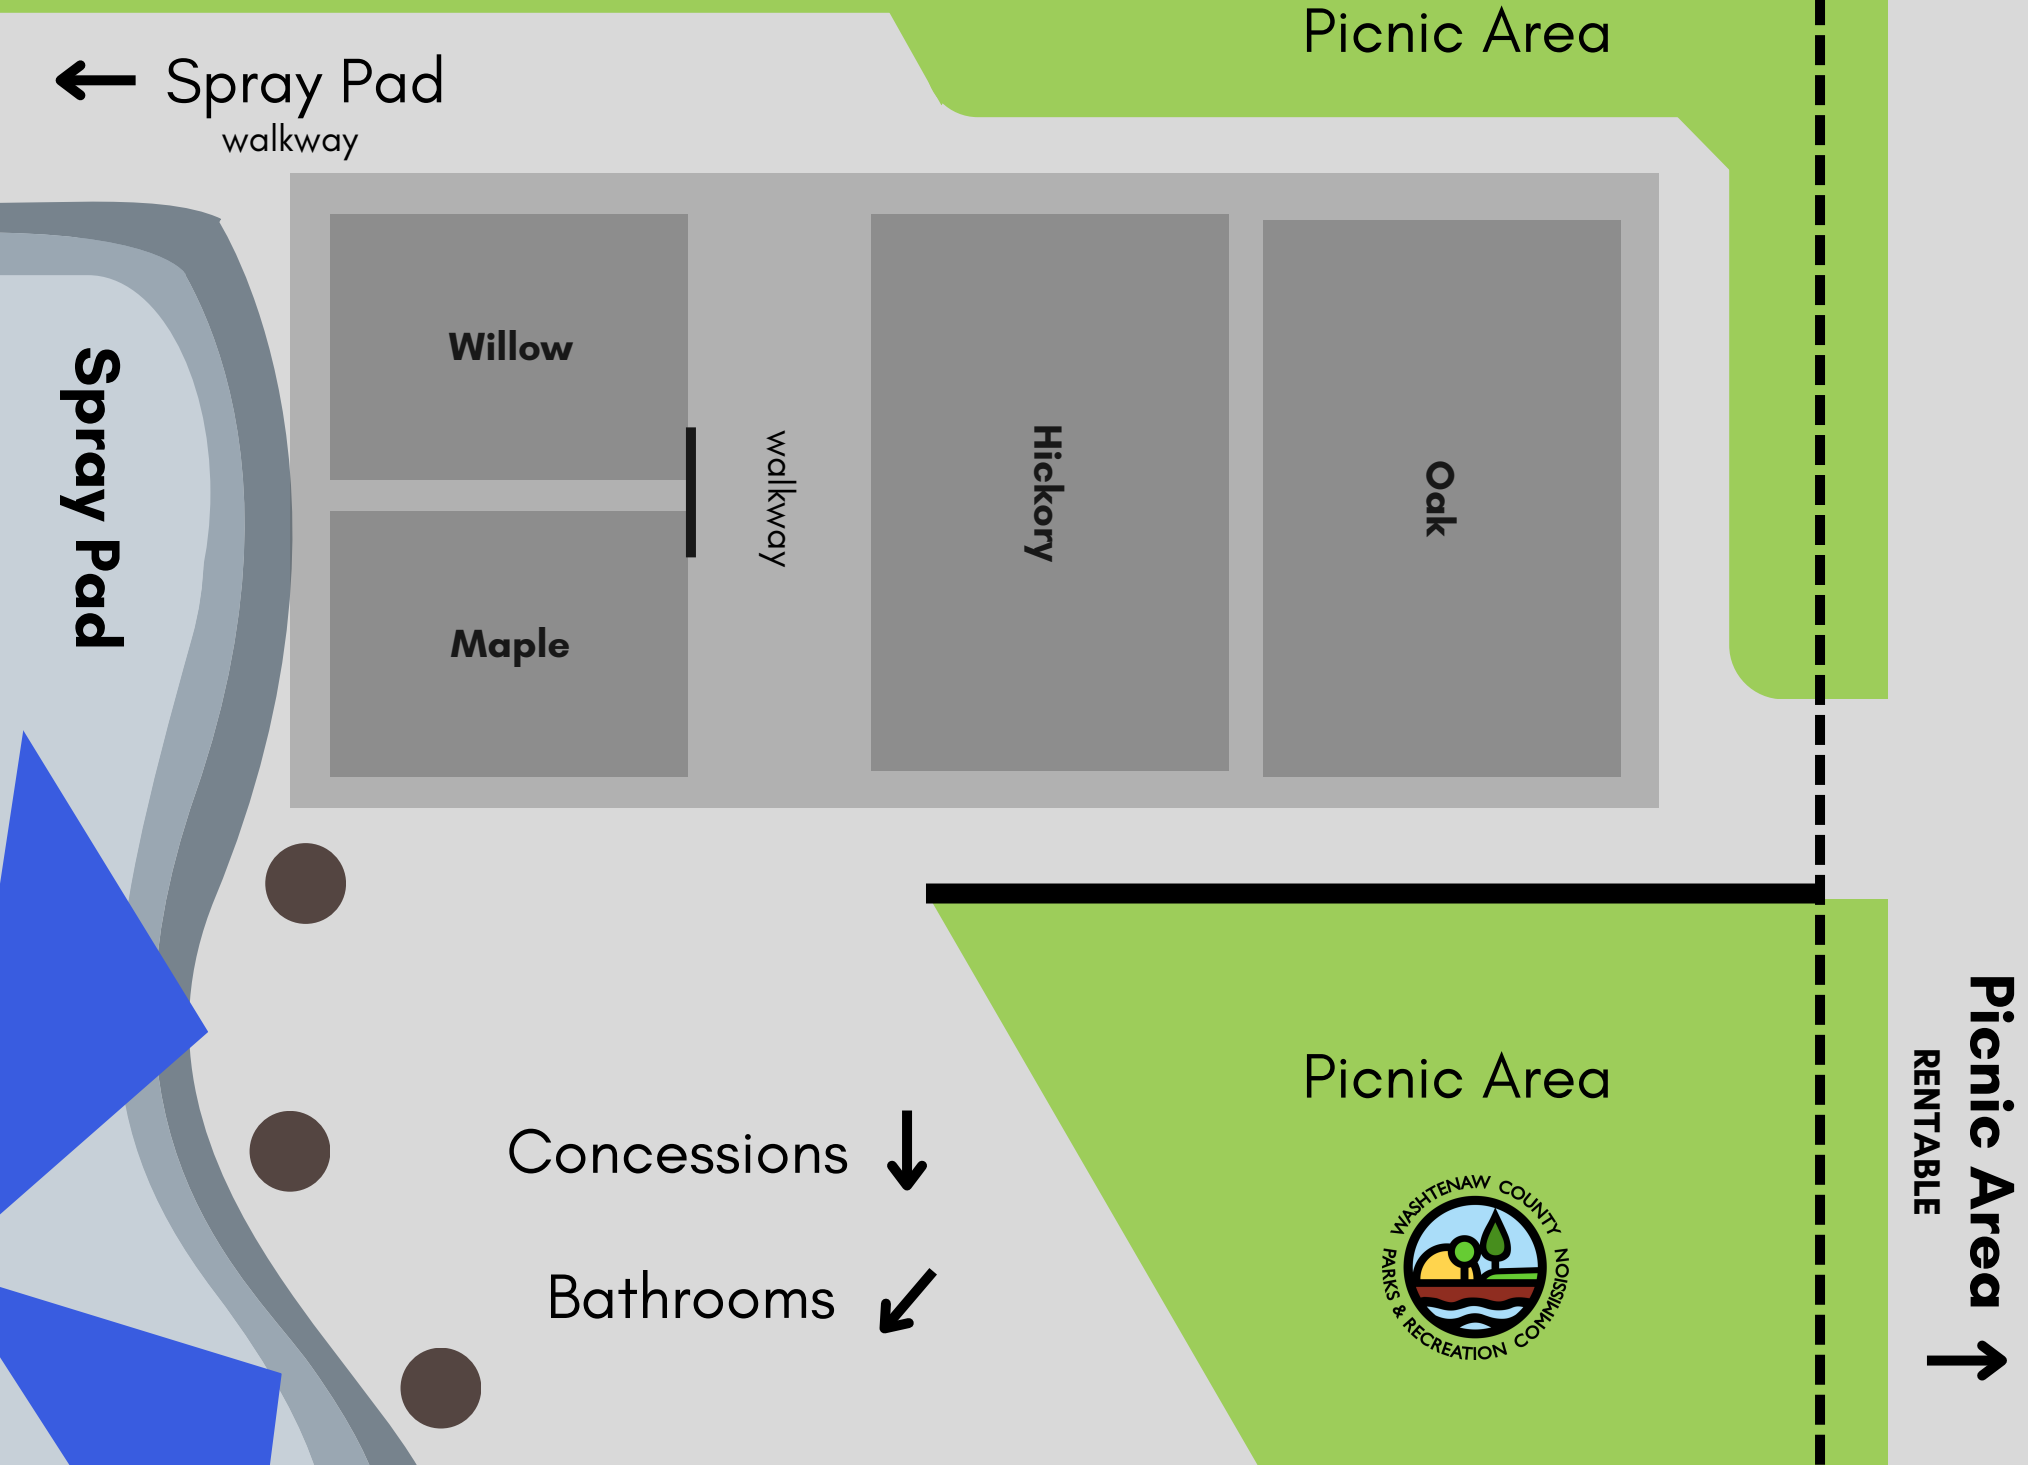 Picnic Area
Spray Pad
walkway
Willow
Maple
walkway
Hickory
Oak
Spray Pad
Picnic Area
RENTABLE
Picnic Area
Concessions
Bathrooms
WASHTENAW COUNTY
PARKS & RECREATION COMMISSION